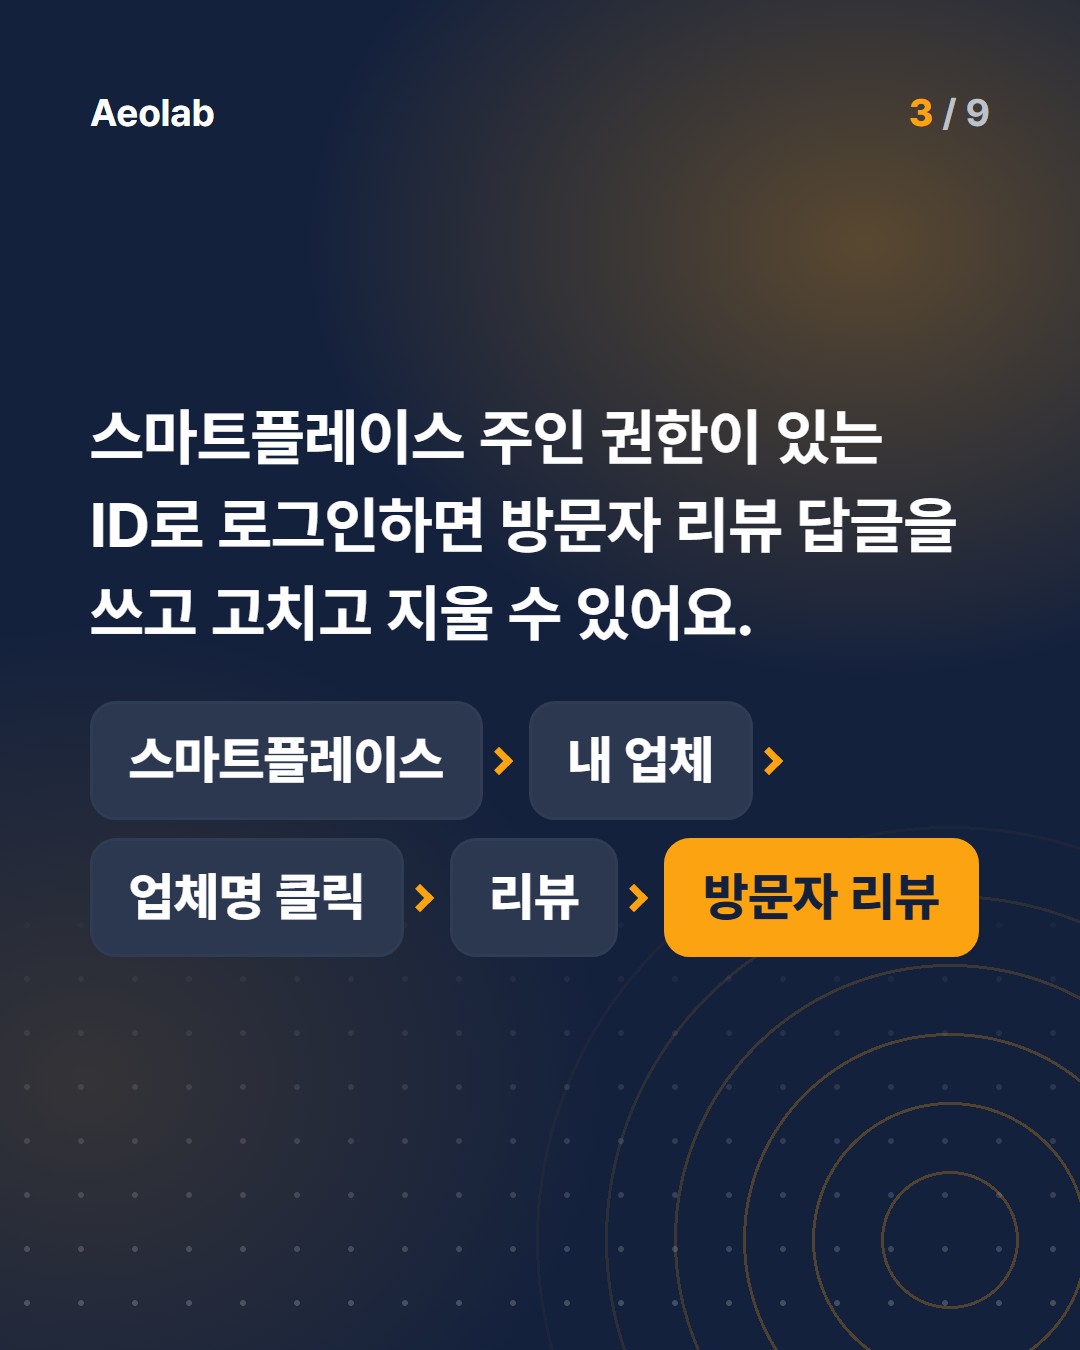 Aeolab
3 / 9
스마트플레이스 주인 권한이 있는
ID로 로그인하면 방문자 리뷰 답글을
쓰고 고치고 지울 수 있어요.
스마트플레이스 > 내 업체 >
업체명 클릭 > 리뷰 > 방문자 리뷰